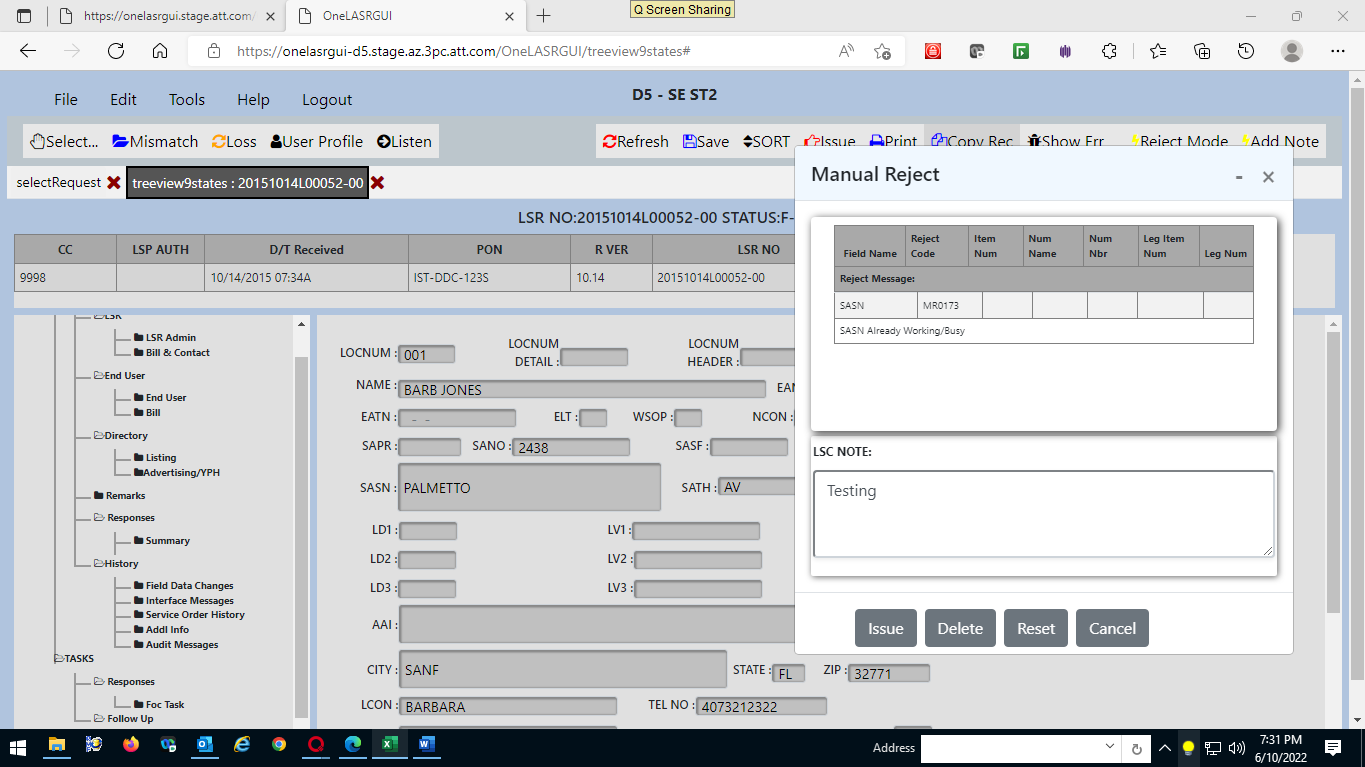 Q Screen Sharing
https://onelasrgui.stage.att.com/
OneLASRGUI
https://onelasrgui-d5.stage.az.3pc.att.com/OneLASRGUI/treeview9states#
File Edit Tools Help Logout
D5 - SE ST2
Select... Mismatch Loss User Profile Listen
Refresh Save SORT Issue Print Copy Rec Show Err Reject Mode Add Note
selectRequest treeview9states : 20151014L00052-00
LSR NO:20151014L00052-00 STATUS:F-
CC LSP AUTH D/T Received PON R VER LSR NO
9998 10/14/2015 07:34A IST-DDC-123S 10.14 20151014L00052-00
LSR
LSR Admin
Bill & Contact
End User
End User
Bill
Directory
Listing
Advertising/YPH
Remarks
Responses
Summary
History
Field Data Changes
Interface Messages
Service Order History
Addl Info
Audit Messages
TASKS
Responses
Foc Task
Follow Up
LOCNUM : 001 LOCNUM DETAIL : LOCNUM HEADER :
NAME : BARB JONES EAN
EATN : - - ELT : WSOP : NCON :
SAPR : SANO : 2438 SASF :
SASN : PALMETTO SATH : AV
LD1 : LV1 :
LD2 : LV2 :
LD3 : LV3 :
AAI :
CITY : SANF STATE : FL ZIP : 32771
LCON : BARBARA TEL NO : 4073212322
Manual Reject - ×
Field Name Reject Code Item Num Num Name Num Nbr Leg Item Num Leg Num
Reject Message:
SASN MR0173
SASN Already Working/Busy
LSC NOTE:
Testing
Issue Delete Reset Cancel
Address
7:31 PM
6/10/2022